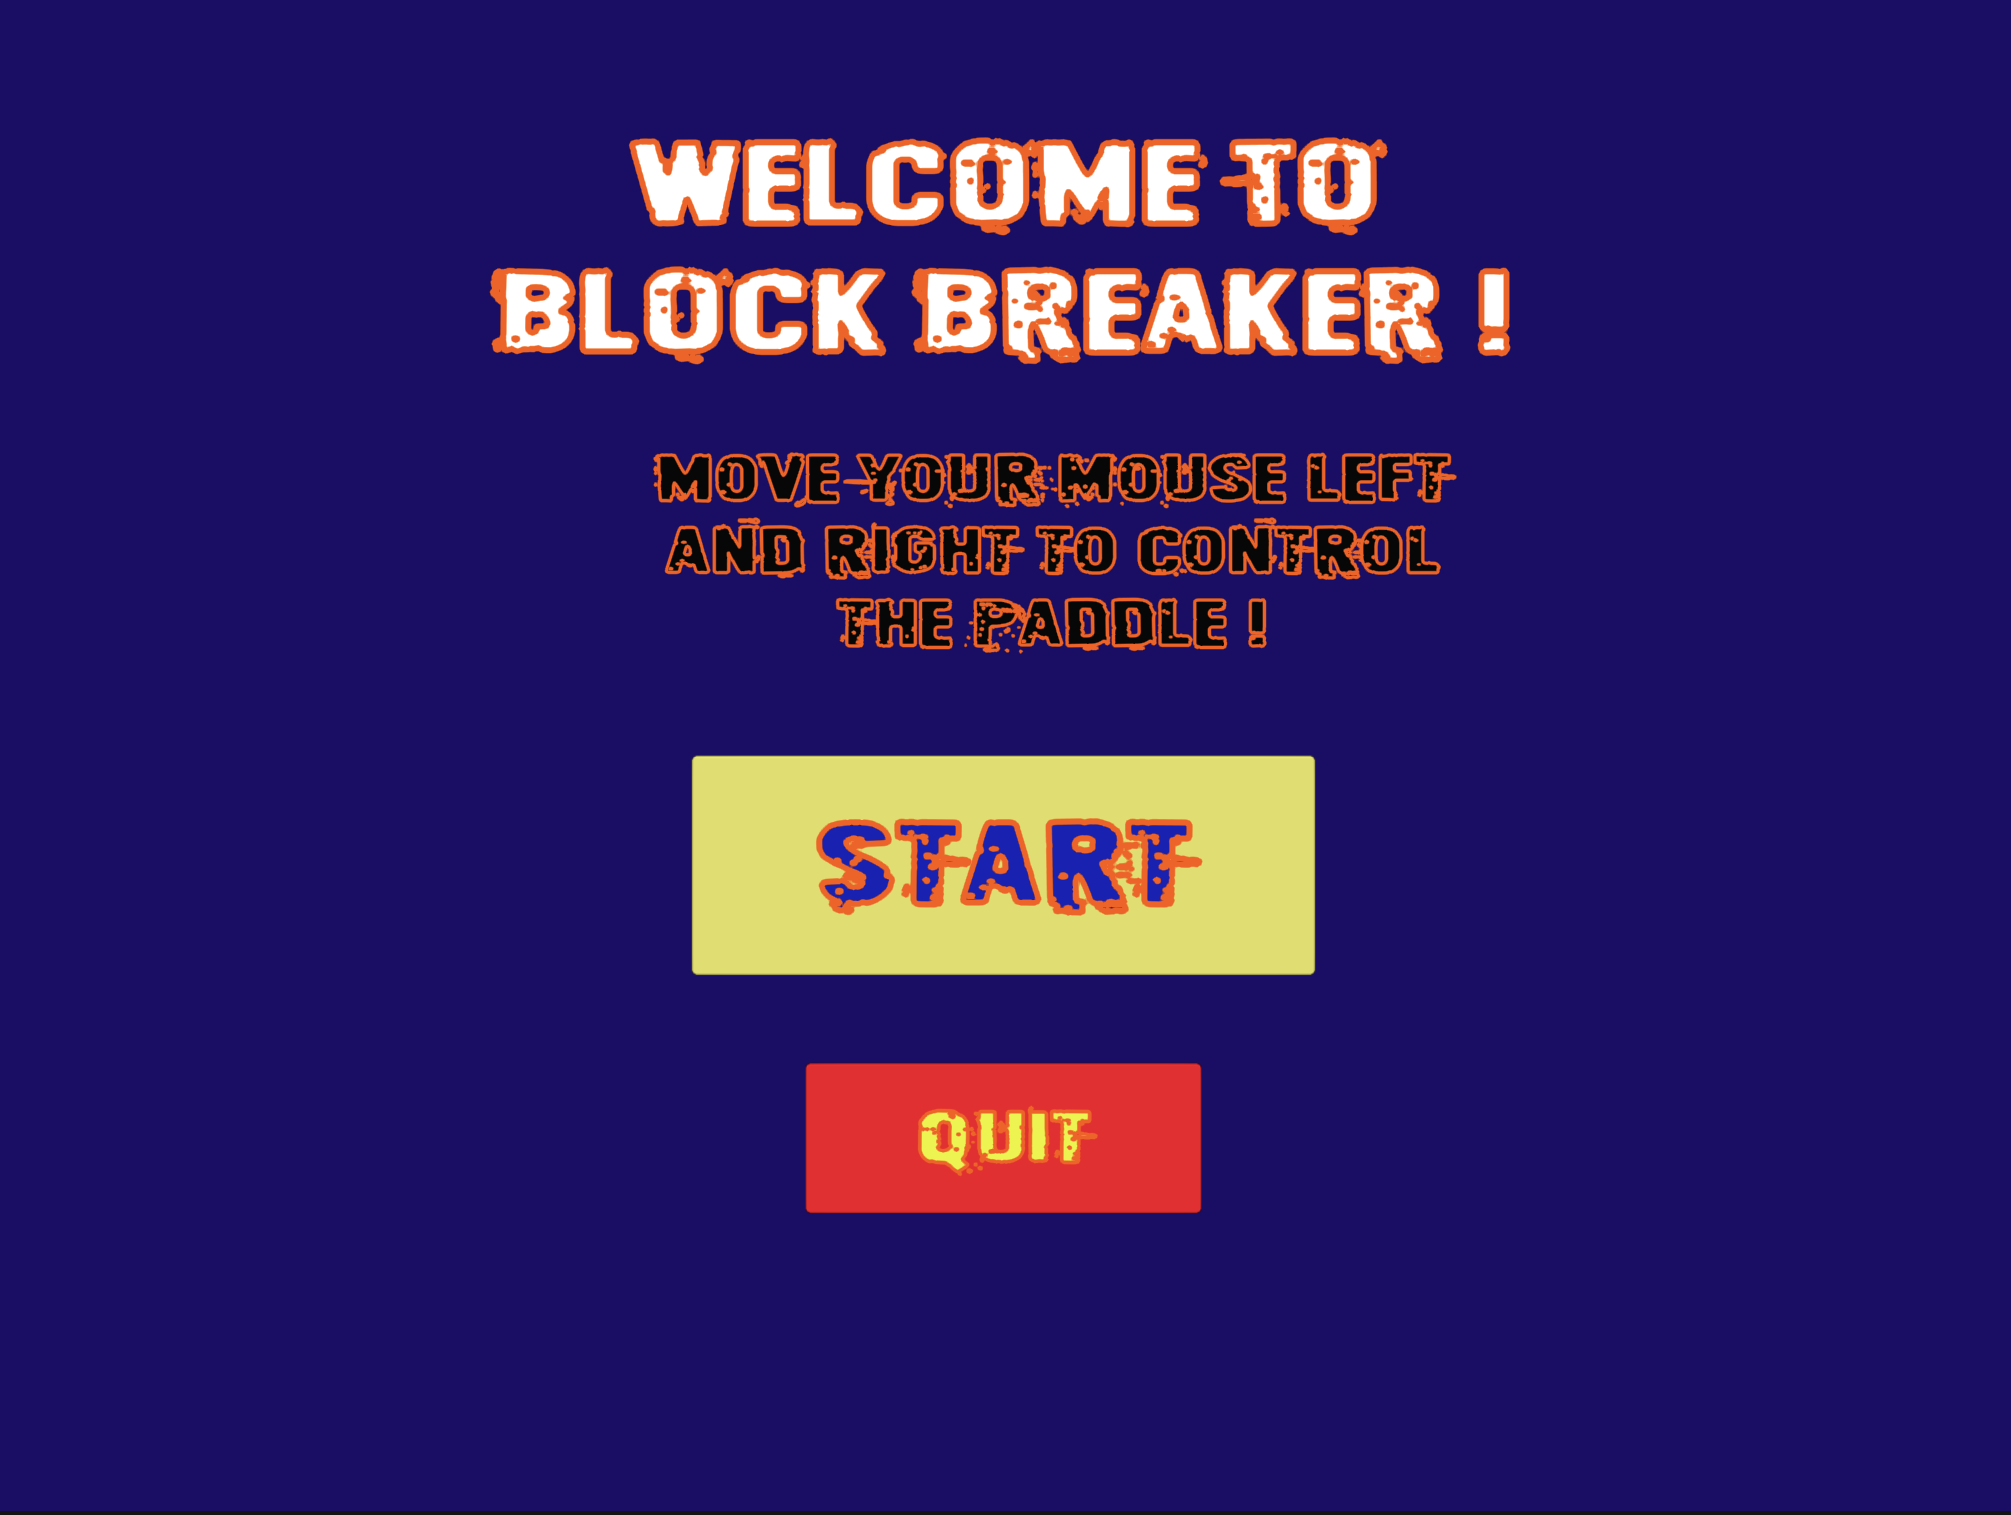 WELCOME TO
BLOCK BREAKER !
MOVE YOUR MOUSE LEFT
AND RIGHT TO CONTROL
THE PADDLE !
START
QUIT